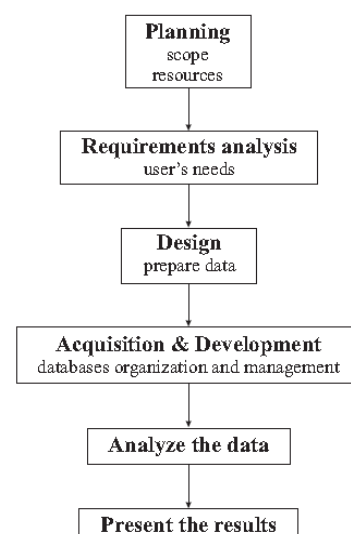 Planning
scope
resources
Requirements analysis
user's needs
Design
prepare data
Acquisition & Development
databases organization and management
Analyze the data
Present the results